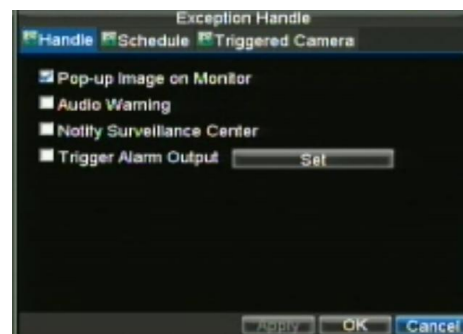 Exception Handle
Handle Schedule Triggered Camera
Pop-up Image on Monitor
Audio Warning
Notify Surveillance Center
Trigger Alarm Output Set
Apply OK Cancel